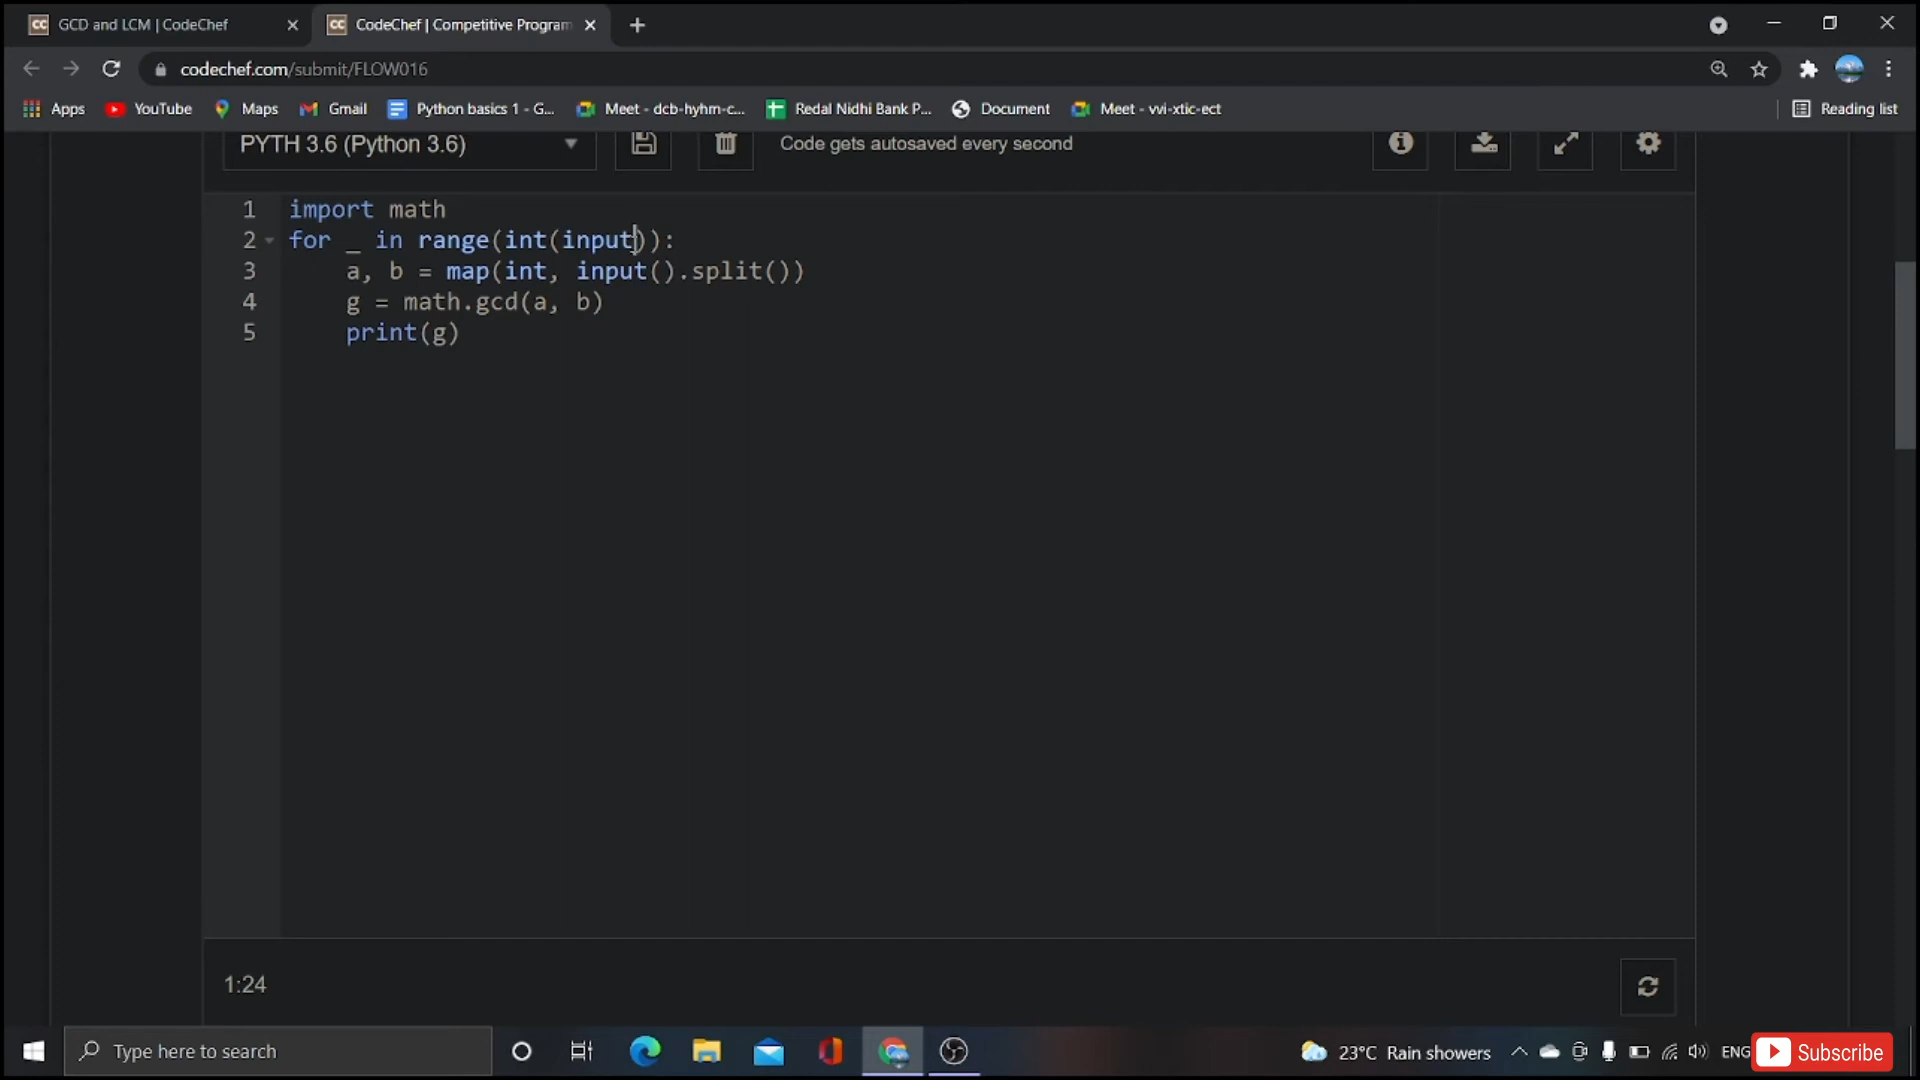 GCD and LCM | CodeChef
CodeChef | Competitive Program
codechef.com/submit/FLOW016
Apps YouTube Maps Gmail Python basics 1 - G... Meet - dcb-hyhm-c... Redal Nidhi Bank P... Document Meet - vvi-xtic-ect Reading list
PYTH 3.6 (Python 3.6) Code gets autosaved every second
1 import math
2 for _ in range(int(input)):
3 a, b = map(int, input().split())
4 g = math.gcd(a, b)
5 print(g)
1:24
Type here to search 23°C Rain showers ENG Subscribe